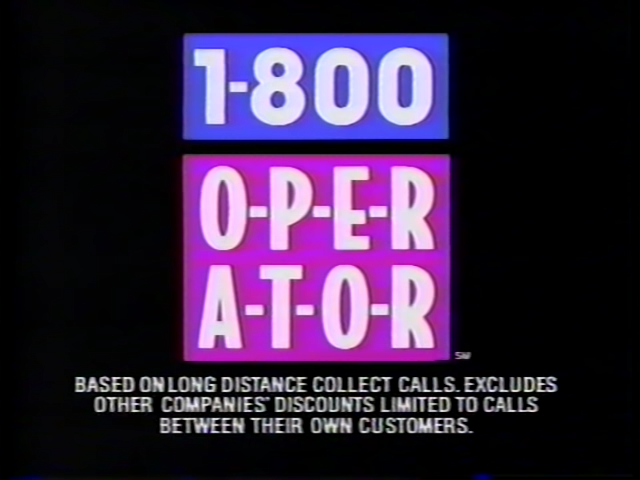 1-800
O-P-E-R
A-T-O-R
SM
BASED ON LONG DISTANCE COLLECT CALLS. EXCLUDES
OTHER COMPANIES' DISCOUNTS LIMITED TO CALLS
BETWEEN THEIR OWN CUSTOMERS.